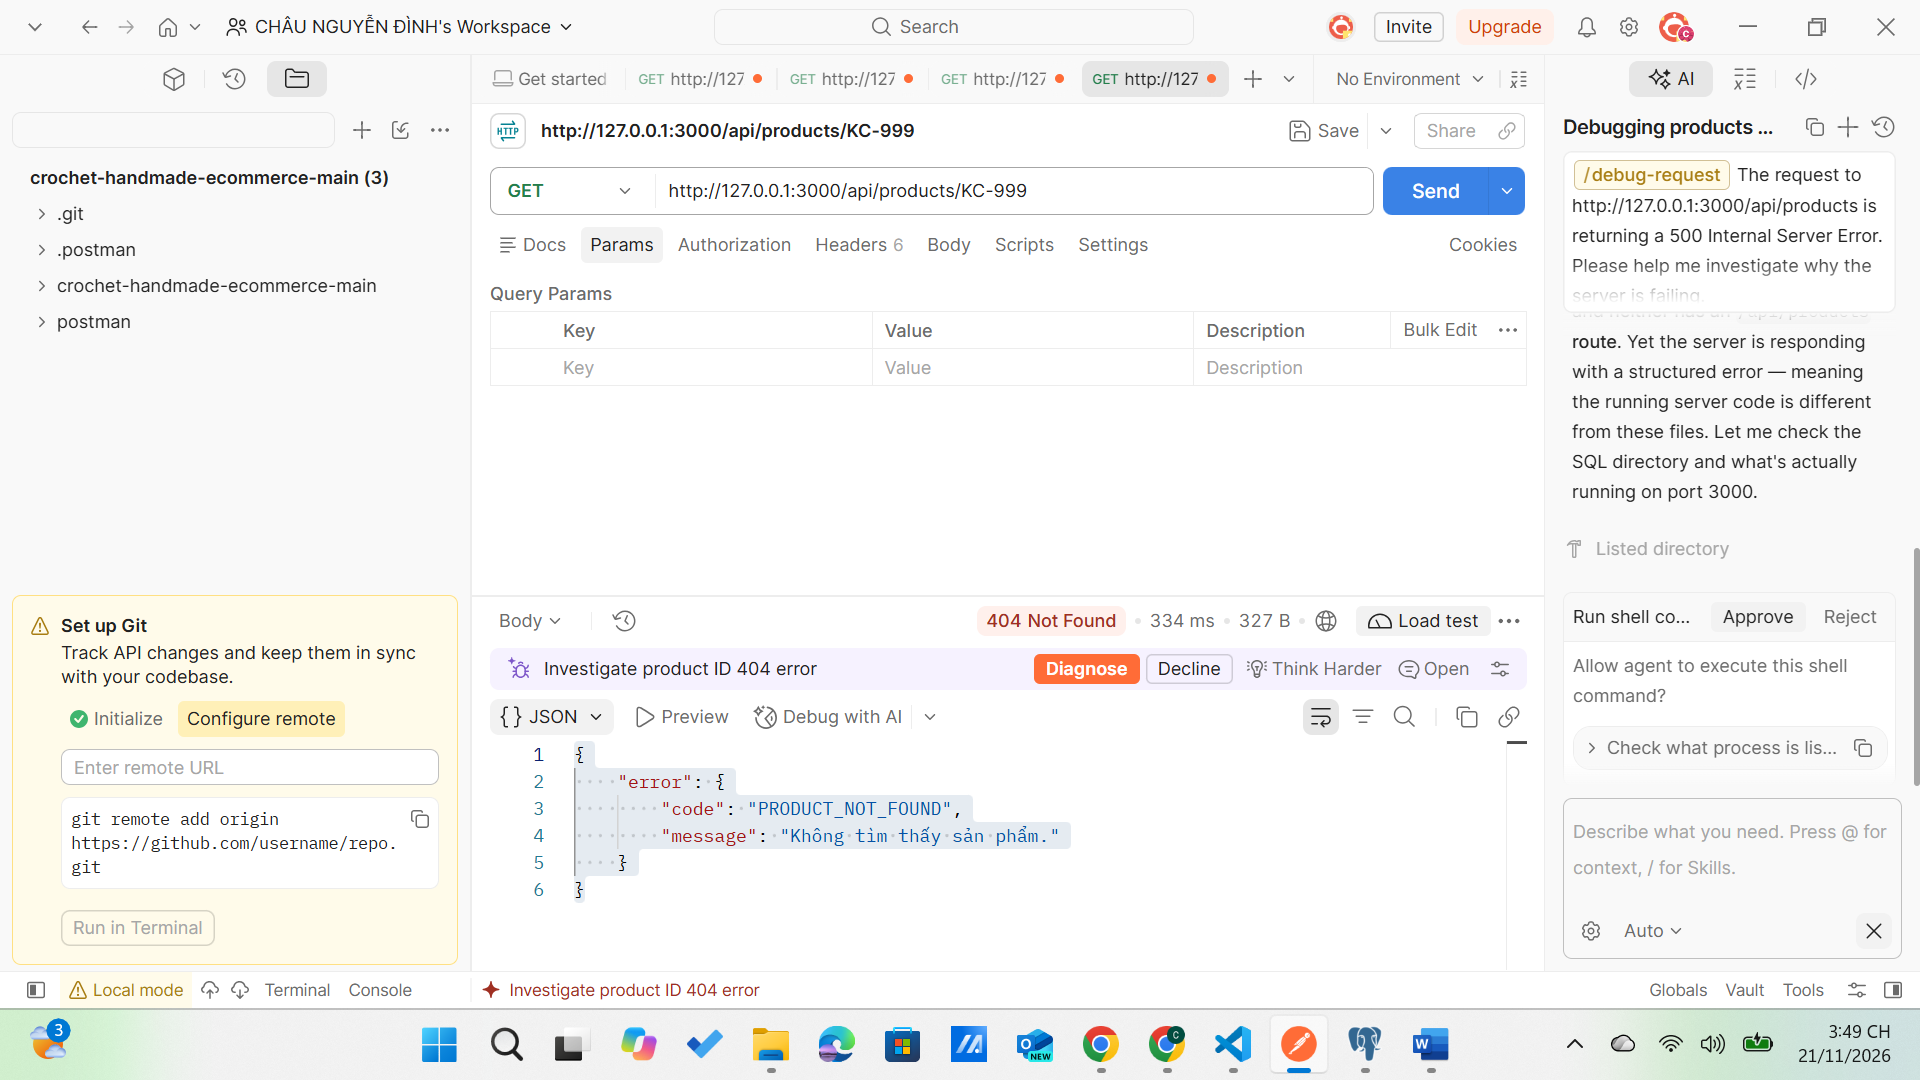 CHÂU NGUYỄN ĐÌNH's Workspace
Search
Invite
Upgrade
C
crochet-handmade-ecommerce-main (3)
.git
.postman
crochet-handmade-ecommerce-main
postman
Set up Git
Track API changes and keep them in sync
with your codebase.
Initialize
Configure remote
Enter remote URL
git remote add origin
https://github.com/username/repo.
git
Run in Terminal
Get started
GET http://127
GET http://127
GET http://127
GET http://127
No Environment
HTTP
http://127.0.0.1:3000/api/products/KC-999
Save
Share
GET
http://127.0.0.1:3000/api/products/KC-999
Send
Docs
Params
Authorization
Headers 6
Body
Scripts
Settings
Cookies
Query Params
Key
Value
Description
Bulk Edit
Key
Value
Description
Body
404 Not Found
334 ms
327 B
Load test
Investigate product ID 404 error
Diagnose
Decline
Think Harder
Open
{} JSON
Preview
Debug with AI
1 {
2 "error": {
3 "code": "PRODUCT_NOT_FOUND",
4 "message": "Không tìm thấy sản phẩm."
5 }
6 }
AI
Debugging products ...
/debug-request The request to
http://127.0.0.1:3000/api/products is
returning a 500 Internal Server Error.
Please help me investigate why the
server is failing.
route. Yet the server is responding
with a structured error — meaning
the running server code is different
from these files. Let me check the
SQL directory and what's actually
running on port 3000.
Listed directory
Run shell co...
Approve
Reject
Allow agent to execute this shell
command?
Check what process is lis...
Describe what you need. Press @ for
context, / for Skills.
Auto
Local mode
Terminal
Console
Investigate product ID 404 error
Globals
Vault
Tools
3
NEW
C
3:49 CH
21/11/2026